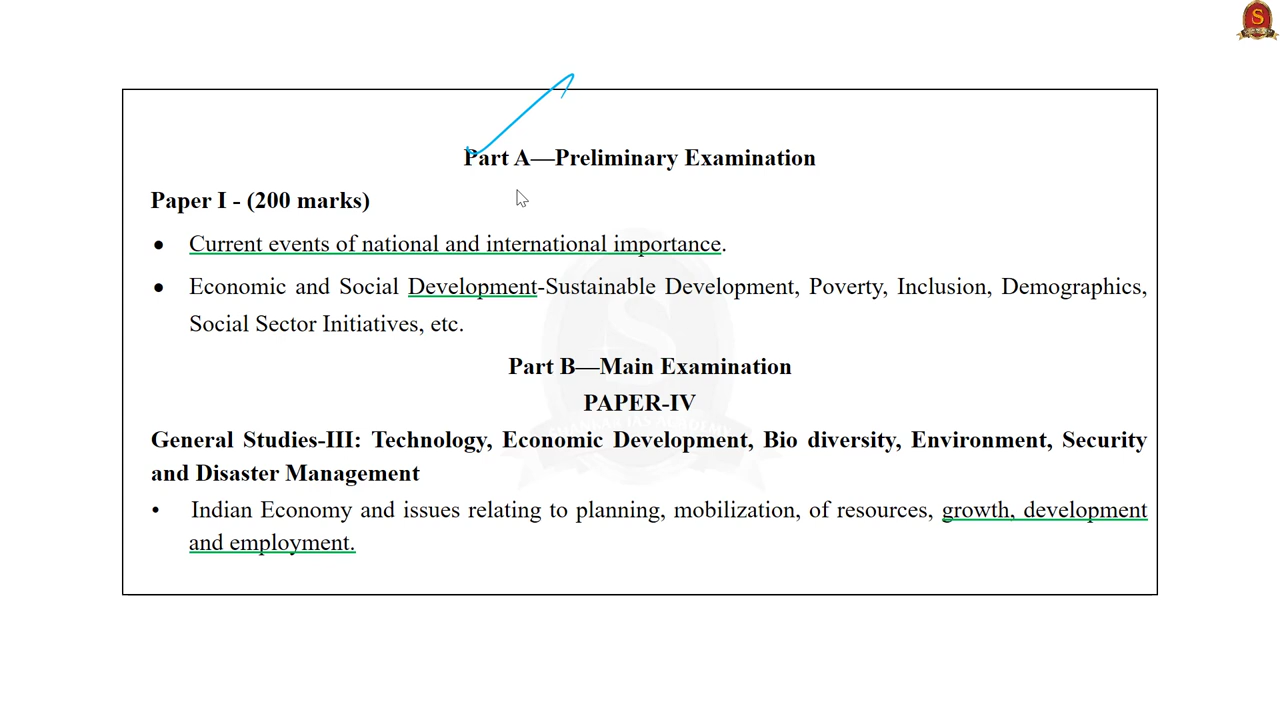 S
Part A—Preliminary Examination
Paper I - (200 marks)
● Current events of national and international importance.
● Economic and Social Development-Sustainable Development, Poverty, Inclusion, Demographics,
Social Sector Initiatives, etc.
Part B—Main Examination
PAPER-IV
General Studies-III: Technology, Economic Development, Bio diversity, Environment, Security
and Disaster Management
• Indian Economy and issues relating to planning, mobilization, of resources, growth, development
and employment.